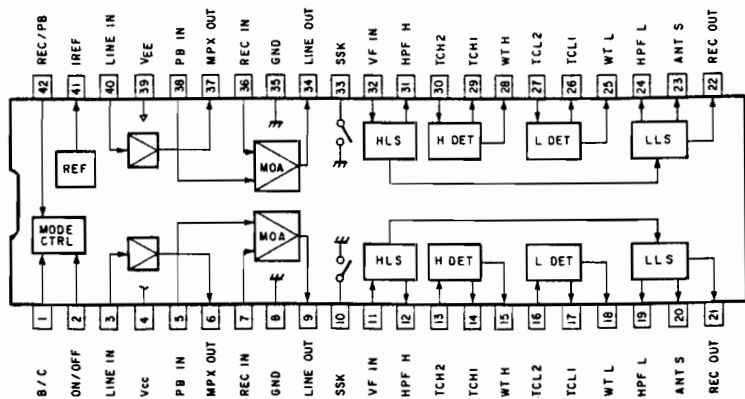 REC/PB IREF LINE IN VEE PB IN MPX OUT REC IN GND LINE OUT SSK VF IN HPF H TCH2 TCH1 WT H TCL2 TCL1 WT L HPF L ANT S REC OUT
42 41 40 39 38 37 36 35 34 33 32 31 30 29 28 27 26 25 24 23 22
REF MOA HLS H DET L DET LLS
MODE CTRL
MOA HLS H DET L DET LLS
1 2 3 4 5 6 7 8 9 10 11 12 13 14 15 16 17 18 19 20 21
B/C ON/OFF LINE IN Vcc PB IN MPX OUT REC IN GND LINE OUT SSK VF IN HPF H TCH2 TCH1 WT H TCL2 TCL1 WT L HPF L ANT S REC OUT